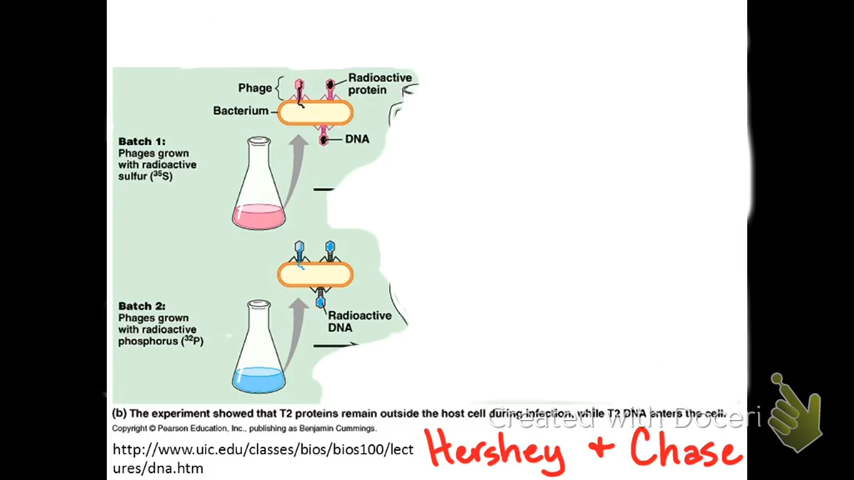 Phage
Radioactive
protein
Bacterium
DNA
Batch 1:
Phages grown
with radioactive
sulfur (³⁵S)
Batch 2:
Phages grown
with radioactive
phosphorus (³²P)
Radioactive
DNA
(b) The experiment showed that T2 proteins remain outside the host cell during infection, while T2 DNA enters the cell.
Copyright © Pearson Education, Inc., publishing as Benjamin Cummings.
Created with Doceri
http://www.uic.edu/classes/bios/bios100/lect
ures/dna.htm
Hershey + Chase